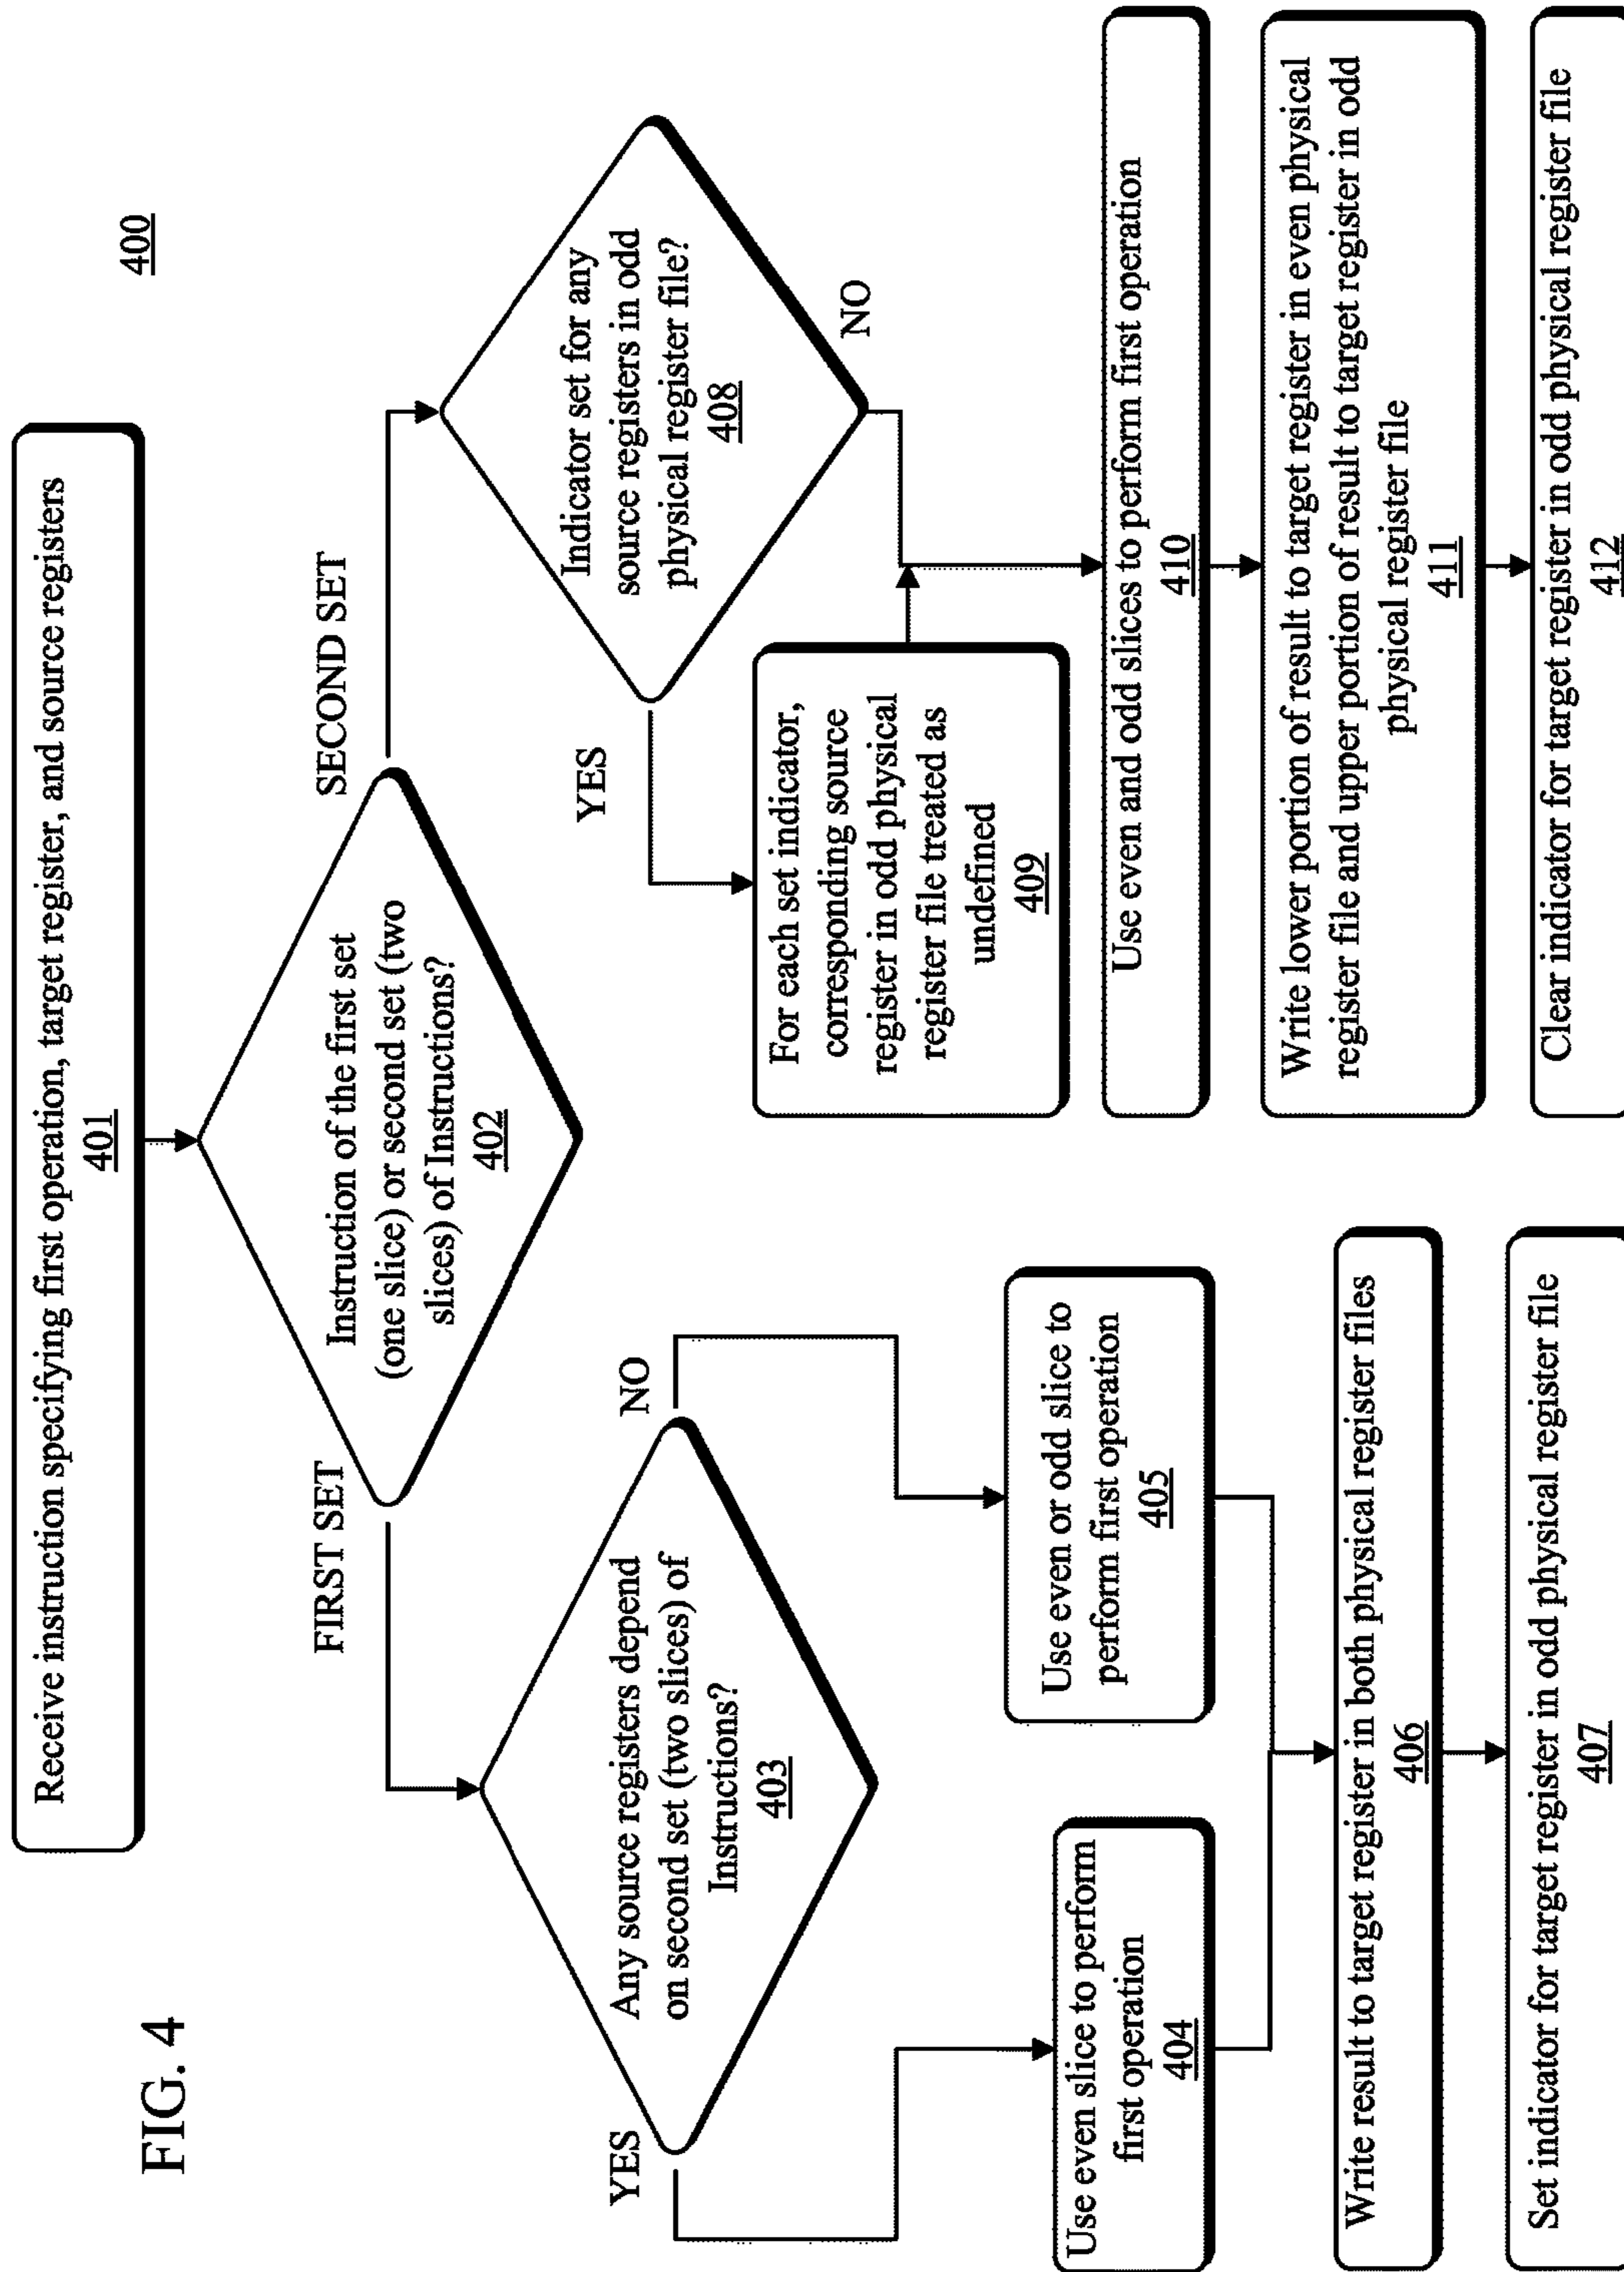 FIG. 4
400
Receive instruction specifying first operation, target register, and source registers
401
Instruction of the first set
(one slice) or second set (two
slices) of Instructions?
402
FIRST SET
SECOND SET
Any source registers depend
on second set (two slices) of
Instructions?
403
YES
NO
Use even slice to perform
first operation
404
Use even or odd slice to
perform first operation
405
Write result to target register in both physical register files
406
Set indicator for target register in odd physical register file
407
Indicator set for any
source registers in odd
physical register file?
408
YES
NO
For each set indicator,
corresponding source
register in odd physical
register file treated as
undefined
409
Use even and odd slices to perform first operation
410
Write lower portion of result to target register in even physical
register file and upper portion of result to target register in odd
physical register file
411
Clear indicator for target register in odd physical register file
412